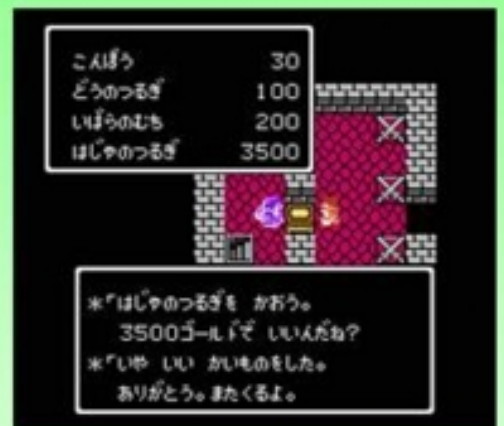 こんぼう 30
どうのつるぎ 100
いばらのむち 200
はじゃのつるぎ 3500
*「はじゃのつるぎを かおう。
3500ゴールドで いいんだね?
*「いや いい かいものをした。
ありがとう。またくるよ。